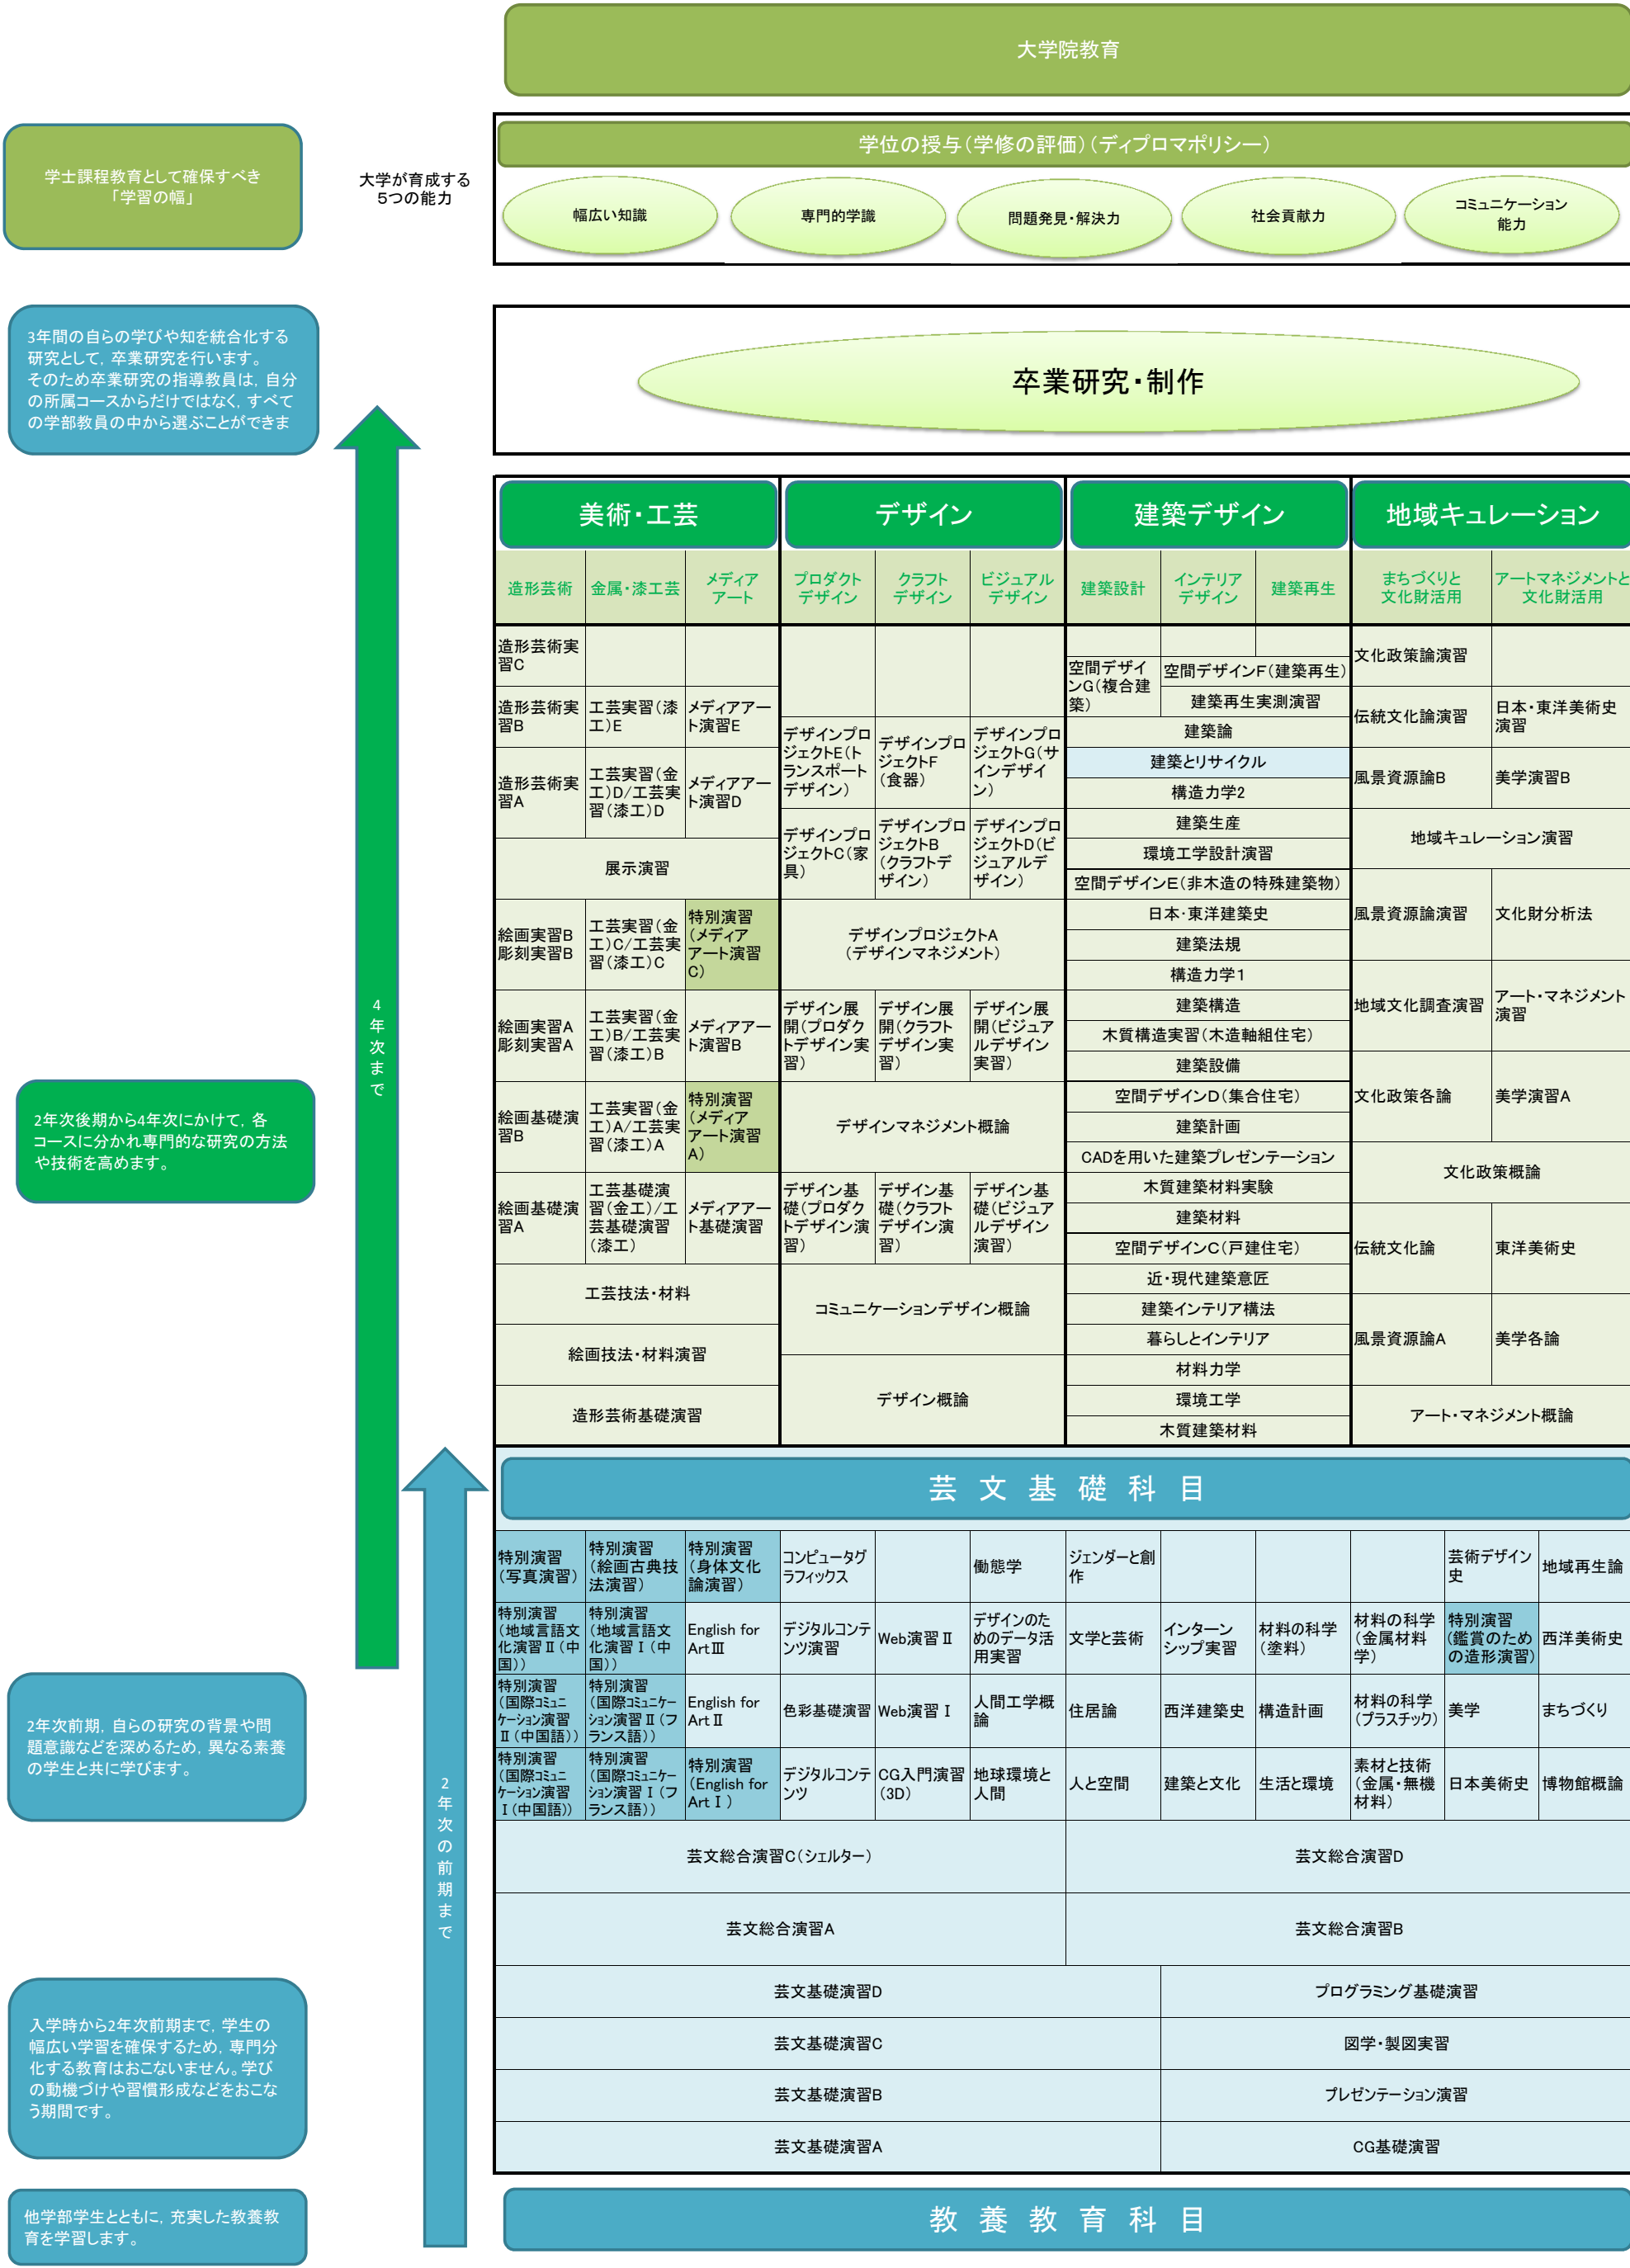 大学院教育
学位の授与（学修の評価）（ディプロマポリシー）
学士課程教育として確保すべき
「学習の幅」
大学が育成する
5つの能力
幅広い知識
専門的学識
問題発見・解決力
社会貢献力
コミュニケーション
能力
3年間の自らの学びや知を統合化する
研究として，卒業研究を行います。
そのため卒業研究の指導教員は，自分
の所属コースからだけではなく，すべて
の学部教員の中から選ぶことができま
卒業研究・制作
4年次まで
2年次後期から4年次にかけて，各
コースに分かれ専門的な研究の方法
や技術を高めます。
美術・工芸
デザイン
建築デザイン
地域キュレーション
造形芸術
金属・漆工芸
メディア
アート
プロダクト
デザイン
クラフト
デザイン
ビジュアル
デザイン
建築設計
インテリア
デザイン
建築再生
まちづくりと
文化財活用
アートマネジメントと
文化財活用
造形芸術実
習C
造形芸術実
習B
工芸実習（漆
工）E
メディアアー
ト演習E
造形芸術実
習A
工芸実習（金
工）D/工芸実
習（漆工）D
メディアアー
ト演習D
展示演習
絵画実習B
彫刻実習B
工芸実習（金
工）C/工芸実
習（漆工）C
特別演習
（メディア
アート演習
C）
絵画実習A
彫刻実習A
工芸実習（金
工）B/工芸実
習（漆工）B
メディアアー
ト演習B
絵画基礎演
習B
工芸実習（金
工）A/工芸実
習（漆工）A
特別演習
（メディア
アート演習
A）
絵画基礎演
習A
工芸基礎演
習（金工）/工
芸基礎演習
（漆工）
メディアアー
ト基礎演習
工芸技法・材料
絵画技法・材料演習
造形芸術基礎演習
デザインプロ
ジェクトE（ト
ランスポート
デザイン）
デザインプロ
ジェクトF
（食器）
デザインプロ
ジェクトG（サ
インデザイ
ン）
デザインプロ
ジェクトC（家
具）
デザインプロ
ジェクトB
（クラフトデ
ザイン）
デザインプロ
ジェクトD（ビ
ジュアルデ
ザイン）
デザインプロジェクトA
（デザインマネジメント）
デザイン展
開（プロダク
トデザイン実
習）
デザイン展
開（クラフト
デザイン実
習）
デザイン展
開（ビジュア
ルデザイン
実習）
デザインマネジメント概論
デザイン基
礎（プロダク
トデザイン演
習）
デザイン基
礎（クラフト
デザイン演
習）
デザイン基
礎（ビジュア
ルデザイン
演習）
コミュニケーションデザイン概論
デザイン概論
空間デザイ
ンG（複合建
築）
空間デザインF（建築再生）
建築再生実測演習
建築論
建築とリサイクル
構造力学2
建築生産
環境工学設計演習
空間デザインE（非木造の特殊建築物）
日本・東洋建築史
建築法規
構造力学1
建築構造
木質構造実習（木造軸組住宅）
建築設備
空間デザインD（集合住宅）
建築計画
CADを用いた建築プレゼンテーション
木質建築材料実験
建築材料
空間デザインC（戸建住宅）
近・現代建築意匠
建築インテリア構法
暮らしとインテリア
材料力学
環境工学
木質建築材料
文化政策論演習
伝統文化論演習
日本・東洋美術史
演習
風景資源論B
美学演習B
地域キュレーション演習
風景資源論演習
文化財分析法
地域文化調査演習
アート・マネジメント
演習
文化政策各論
美学演習A
文化政策概論
伝統文化論
東洋美術史
風景資源論A
美学各論
アート・マネジメント概論
芸文基礎科目
特別演習
（写真演習）
特別演習
（絵画古典技
法演習）
特別演習
（身体文化
論演習）
コンピュータグ
ラフィックス
働態学
ジェンダーと創
作
芸術デザイン
史
地域再生論
特別演習
（地域言語文
化演習Ⅱ（中
国））
特別演習
（地域言語文
化演習Ⅰ（中
国））
English for
ArtⅢ
デジタルコンテ
ンツ演習
Web演習Ⅱ
デザインのた
めのデータ活
用実習
文学と芸術
インターン
シップ実習
材料の科学
（塗料）
材料の科学
（金属材料
学）
特別演習
（鑑賞のため
の造形演習）
西洋美術史
特別演習
（国際コミュニ
ケーション演習
Ⅱ（中国語））
特別演習
（国際コミュニケー
ション演習Ⅱ（フ
ランス語））
English for
ArtⅡ
色彩基礎演習
Web演習Ⅰ
人間工学概
論
住居論
西洋建築史
構造計画
材料の科学
（プラスチック）
美学
まちづくり
特別演習
（国際コミュニ
ケーション演習
Ⅰ（中国語））
特別演習
（国際コミュニケー
ション演習Ⅰ（フ
ランス語））
特別演習
（English for
ArtⅠ）
デジタルコンテ
ンツ
CG入門演習
（3D）
地球環境と
人間
人と空間
建築と文化
生活と環境
素材と技術
（金属・無機
材料）
日本美術史
博物館概論
2年次前期，自らの研究の背景や問
題意識などを深めるため，異なる素養
の学生と共に学びます。
2年次の前期まで
芸文総合演習C（シェルター）
芸文総合演習D
芸文総合演習A
芸文総合演習B
芸文基礎演習D
プログラミング基礎演習
芸文基礎演習C
図学・製図実習
芸文基礎演習B
プレゼンテーション演習
芸文基礎演習A
CG基礎演習
入学時から2年次前期まで，学生の
幅広い学習を確保するため，専門分
化する教育はおこないません。学び
の動機づけや習慣形成などをおこな
う期間です。
他学部学生とともに，充実した教養教
育を学習します。
教養教育科目